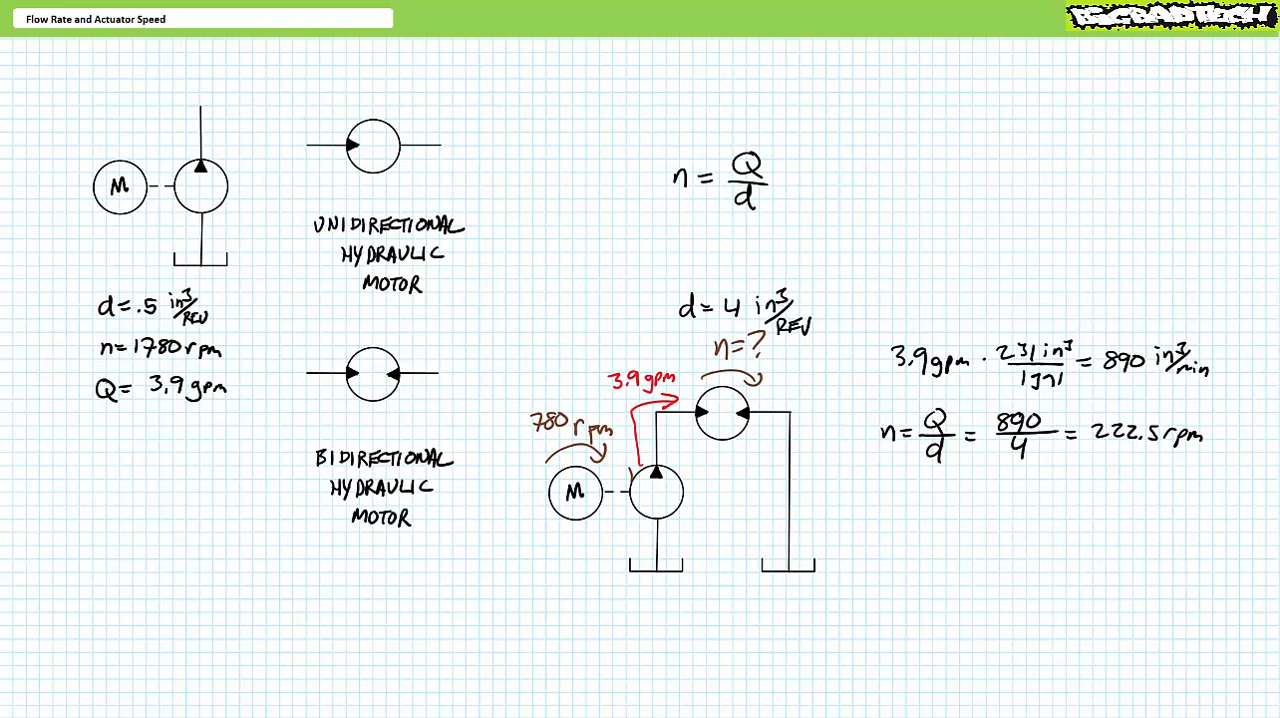 Flow Rate and Actuator Speed
BIGBADTECH
M
d = .5 in³/REV
n = 1780 rpm
Q = 3.9 gpm
UNIDIRECTIONAL
HYDRAULIC
MOTOR
BIDIRECTIONAL
HYDRAULIC
MOTOR
n = Q/d
d = 4 in³/REV
n = ?
3.9 gpm
780 rpm
M
3.9 gpm · 231 in³/1 gal = 890 in³/min
n = Q/d = 890/4 = 222.5 rpm